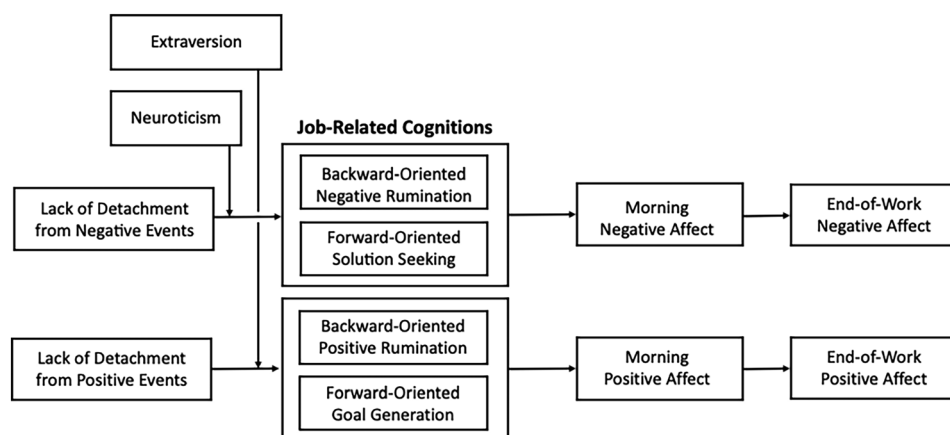 Extraversion
Neuroticism
Job-Related Cognitions
Backward-Oriented
Negative Rumination
Lack of Detachment
from Negative Events
Forward-Oriented
Solution Seeking
Morning
Negative Affect
End-of-Work
Negative Affect
Backward-Oriented
Positive Rumination
Lack of Detachment
from Positive Events
Forward-Oriented
Goal Generation
Morning
Positive Affect
End-of-Work
Positive Affect